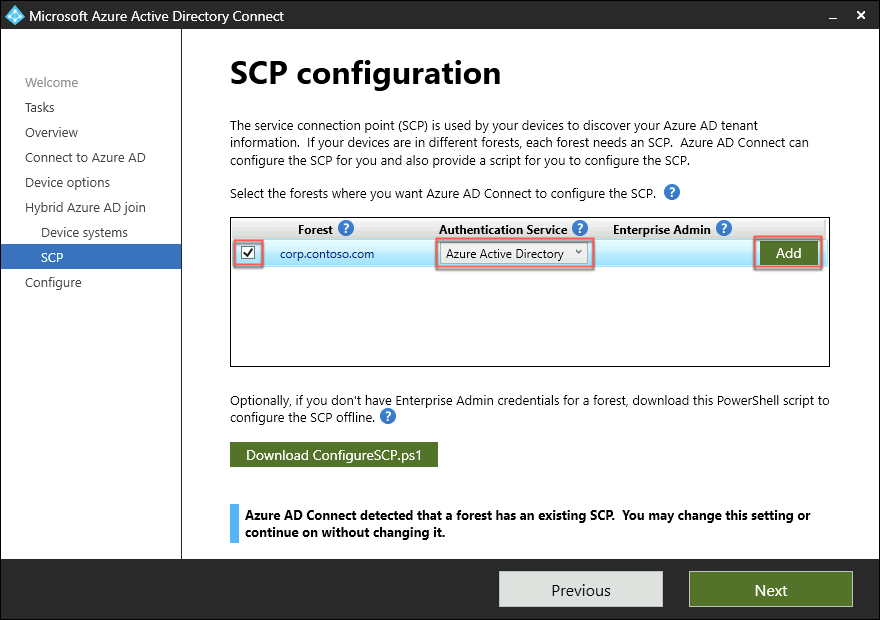 Microsoft Azure Active Directory Connect
Welcome
Tasks
Overview
Connect to Azure AD
Device options
Hybrid Azure AD join
Device systems
SCP
Configure
SCP configuration
The service connection point (SCP) is used by your devices to discover your Azure AD tenant
information. If your devices are in different forests, each forest needs an SCP. Azure AD Connect can
configure the SCP for you and also provide a script for you to configure the SCP.
Select the forests where you want Azure AD Connect to configure the SCP. ?
Forest ? Authentication Service ? Enterprise Admin ?
corp.contoso.com Azure Active Directory Add
Optionally, if you don't have Enterprise Admin credentials for a forest, download this PowerShell script to
configure the SCP offline. ?
Download ConfigureSCP.ps1
Azure AD Connect detected that a forest has an existing SCP. You may change this setting or
continue on without changing it.
Previous Next